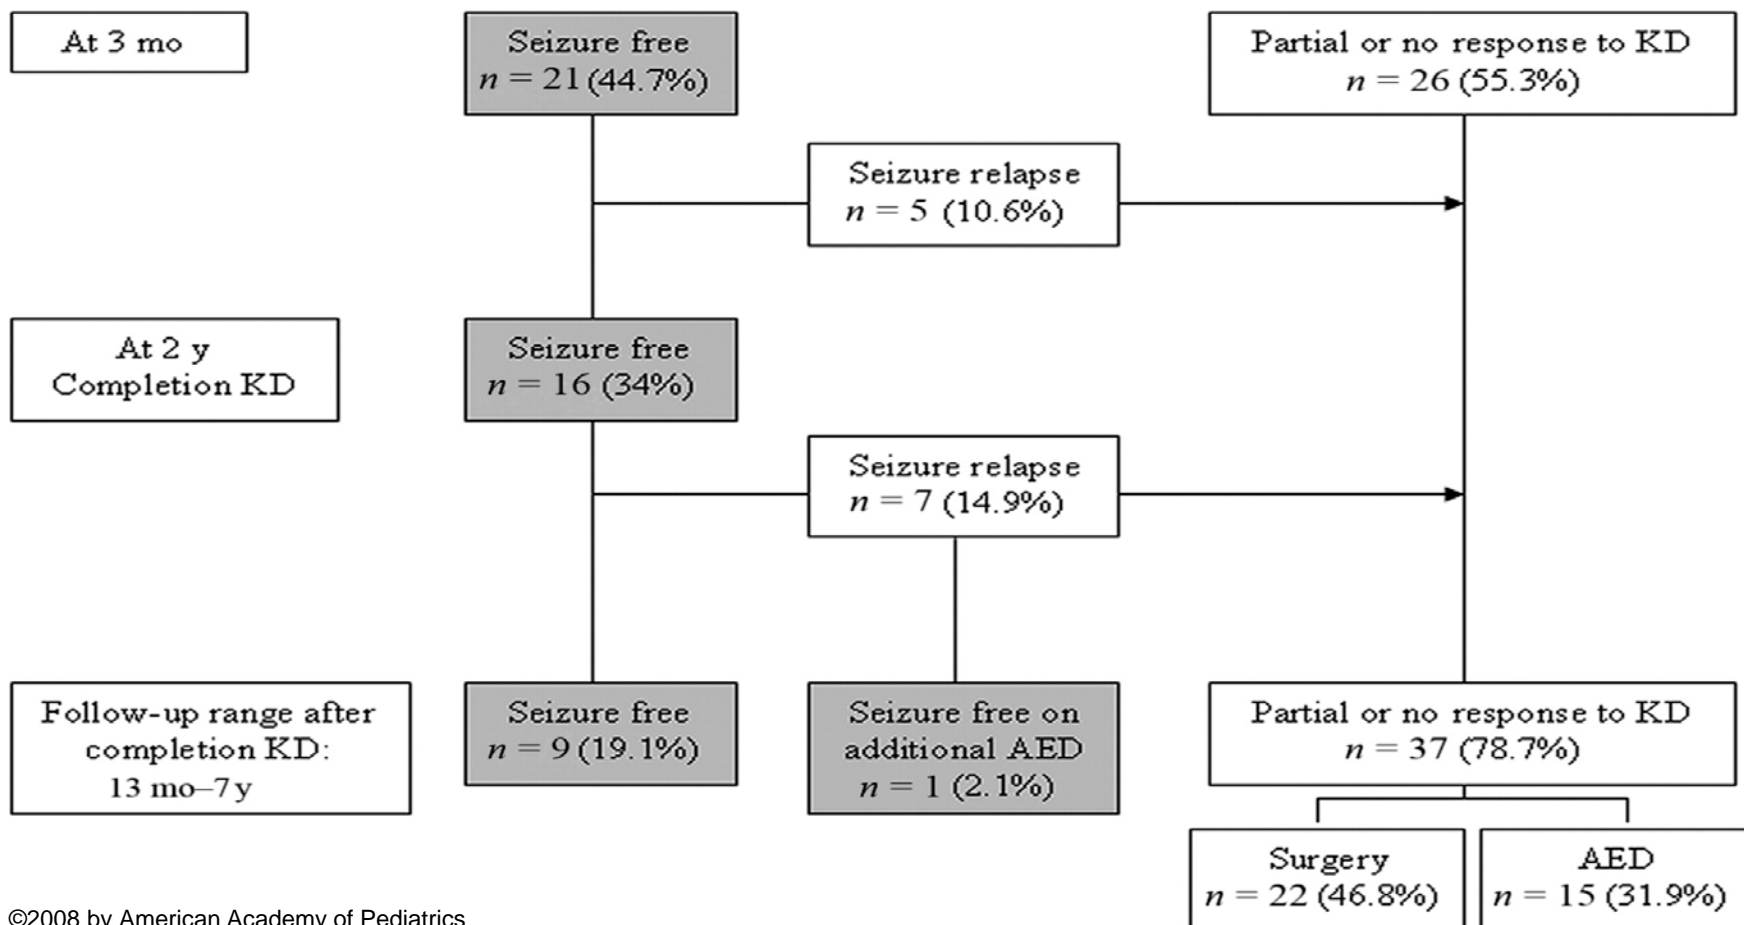 At 3 mo
Seizure free
n = 21 (44.7%)
Partial or no response to KD
n = 26 (55.3%)
Seizure relapse
n = 5 (10.6%)
At 2 y
Completion KD
Seizure free
n = 16 (34%)
Seizure relapse
n = 7 (14.9%)
Follow-up range after
completion KD:
13 mo–7 y
Seizure free
n = 9 (19.1%)
Seizure free on
additional AED
n = 1 (2.1%)
Partial or no response to KD
n = 37 (78.7%)
Surgery
n = 22 (46.8%)
AED
n = 15 (31.9%)
©2008 by American Academy of Pediatrics